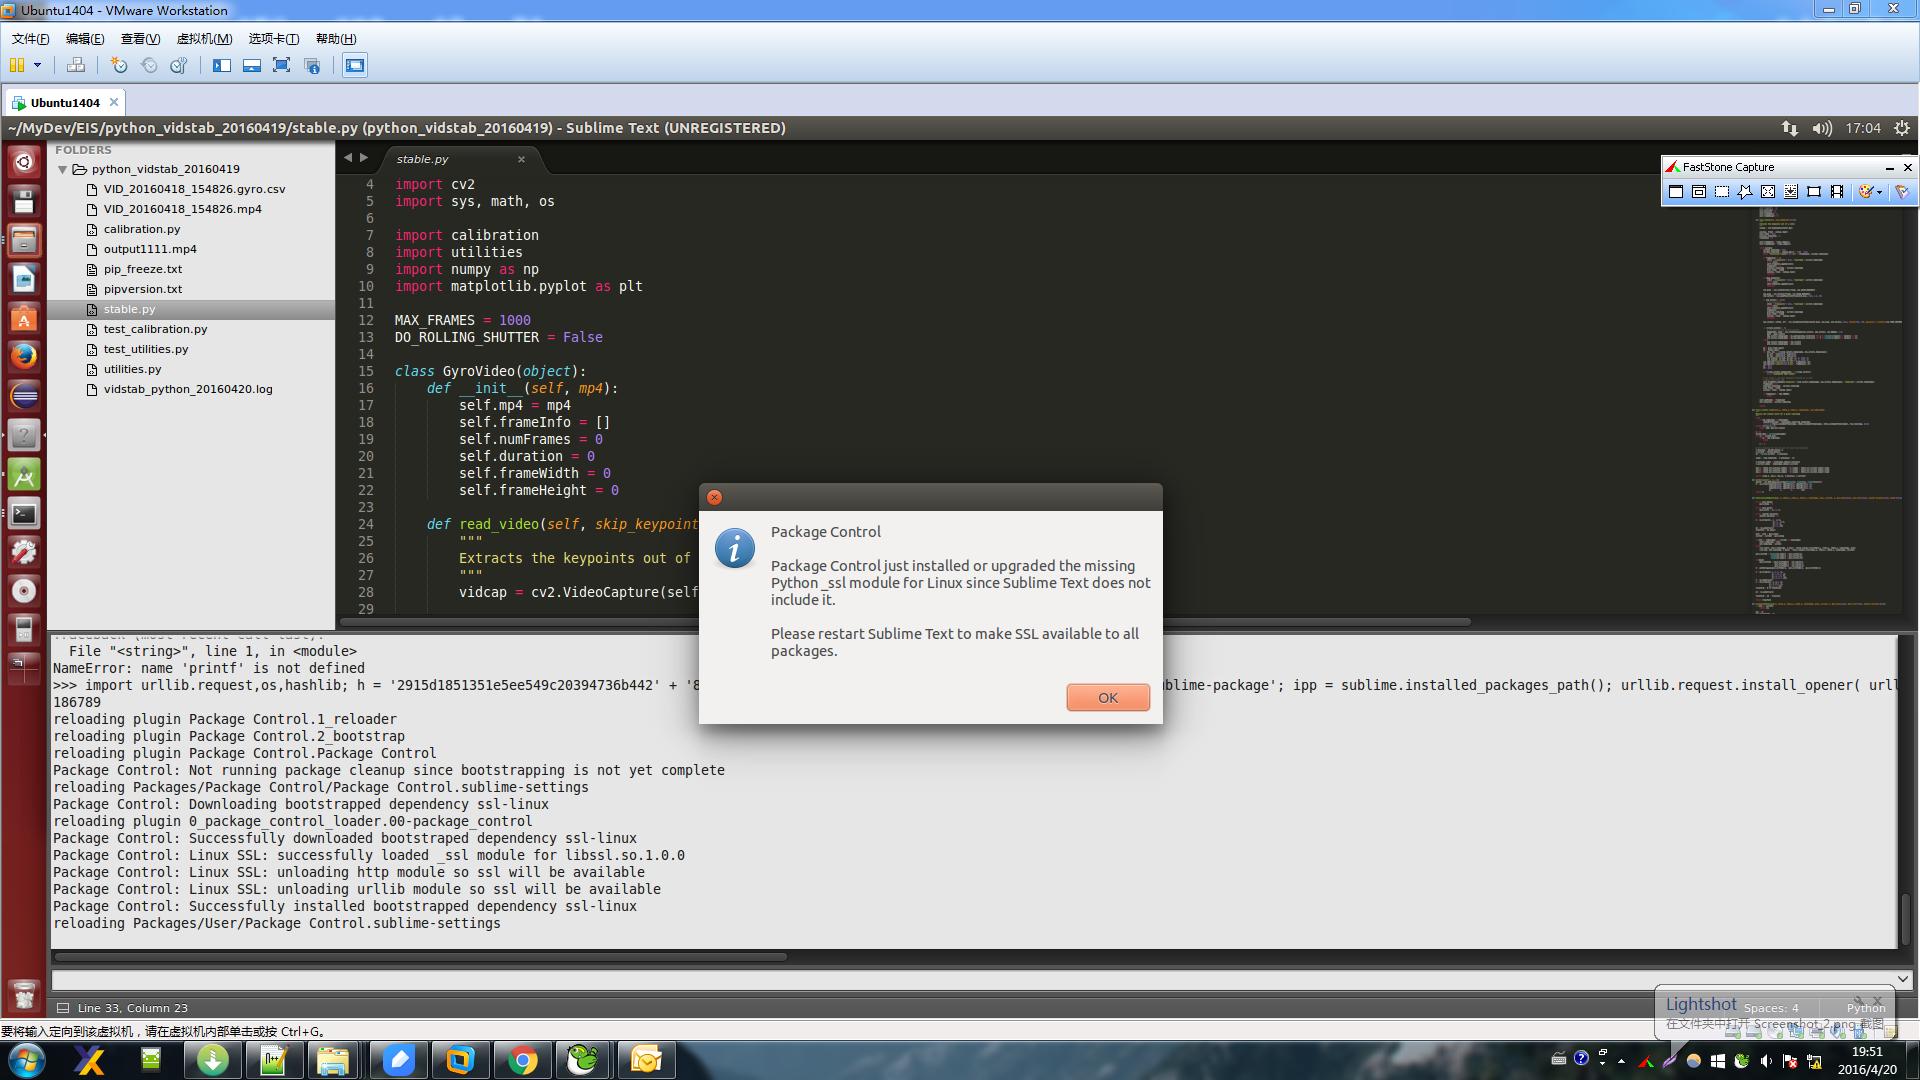 Ubuntu1404 - VMware Workstation
文件(F) 编辑(E) 查看(V) 虚拟机(M) 选项卡(T) 帮助(H)
Ubuntu1404
~/MyDev/EIS/python_vidstab_20160419/stable.py (python_vidstab_20160419) - Sublime Text (UNREGISTERED)
17:04
FOLDERS
python_vidstab_20160419
VID_20160418_154826.gyro.csv
VID_20160418_154826.mp4
calibration.py
output1111.mp4
pip_freeze.txt
pipversion.txt
stable.py
test_calibration.py
test_utilities.py
utilities.py
vidstab_python_20160420.log
stable.py
FastStone Capture
4 import cv2
5 import sys, math, os
6
7 import calibration
8 import utilities
9 import numpy as np
10 import matplotlib.pyplot as plt
11
12 MAX_FRAMES = 1000
13 DO_ROLLING_SHUTTER = False
14
15 class GyroVideo(object):
16 def __init__(self, mp4):
17 self.mp4 = mp4
18 self.frameInfo = []
19 self.numFrames = 0
20 self.duration = 0
21 self.frameWidth = 0
22 self.frameHeight = 0
23
24 def read_video(self, skip_keypoint
25 """
26 Extracts the keypoints out of
27 """
28 vidcap = cv2.VideoCapture(self
29
Package Control
Package Control just installed or upgraded the missing
Python _ssl module for Linux since Sublime Text does not
include it.
Please restart Sublime Text to make SSL available to all
packages.
OK
Traceback (most recent call last):
File "<string>", line 1, in <module>
NameError: name 'printf' is not defined
>>> import urllib.request,os,hashlib; h = '2915d1851351e5ee549c20394736b442' + '8 blime-package'; ipp = sublime.installed_packages_path(); urllib.request.install_opener( urll
186789
reloading plugin Package Control.1_reloader
reloading plugin Package Control.2_bootstrap
reloading plugin Package Control.Package Control
Package Control: Not running package cleanup since bootstrapping is not yet complete
reloading Packages/Package Control/Package Control.sublime-settings
Package Control: Downloading bootstrapped dependency ssl-linux
reloading plugin 0_package_control_loader.00-package_control
Package Control: Successfully downloaded bootstraped dependency ssl-linux
Package Control: Linux SSL: successfully loaded _ssl module for libssl.so.1.0.0
Package Control: Linux SSL: unloading http module so ssl will be available
Package Control: Linux SSL: unloading urllib module so ssl will be available
Package Control: Successfully installed bootstrapped dependency ssl-linux
reloading Packages/User/Package Control.sublime-settings
Line 33, Column 23
Lightshot Spaces: 4 Python
在文件夹中打开 Screenshot_2.png 截图
要将输入定向到该虚拟机，请在虚拟机内部单击或按 Ctrl+G。
19:51
2016/4/20